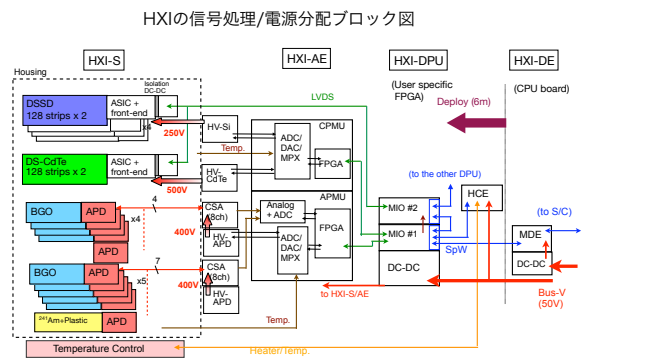 HXIの信号処理/電源分配ブロック図
HXI-S
HXI-AE
HXI-DPU
HXI-DE
Housing
Isolation
DC-DC
(User specific
FPGA)
(CPU board)
DSSD
128 strips x 2
ASIC +
front-end
x4
250V
LVDS
Deploy (6m)
HV-Si
CPMU
ADC/
DAC/
MPX
FPGA
Temp.
DS-CdTe
128 strips x 2
ASIC +
front-end
500V
HV-
CdTe
(to the other DPU)
HCE
APMU
BGO
APD
4
x4
APD
CSA
(8ch)
400V
HV-
APD
Analog
+ ADC
FPGA
ADC/
DAC/
MPX
MIO #2
MIO #1
DC-DC
SpW
(to S/C)
MDE
DC-DC
BGO
APD
7
x5
CSA
(8ch)
400V
HV-
APD
to HXI-S/AE
Bus-V
(50V)
241Am+Plastic
APD
Temp.
Temperature Control
Heater/Temp.